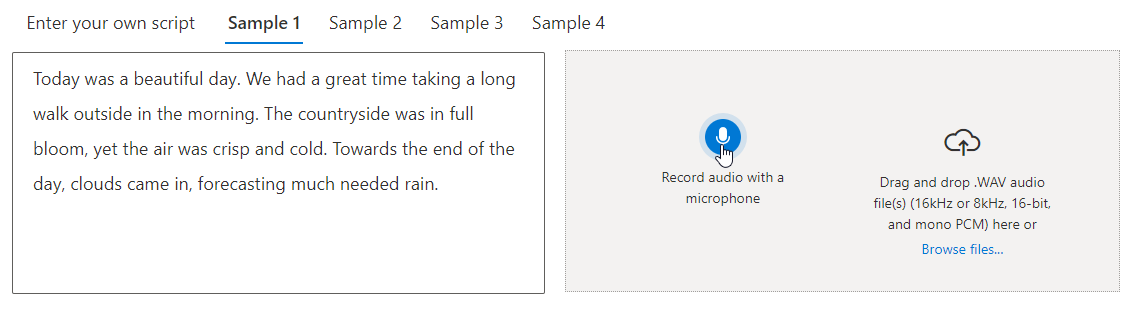 Enter your own script Sample 1 Sample 2 Sample 3 Sample 4
Today was a beautiful day. We had a great time taking a long
walk outside in the morning. The countryside was in full
bloom, yet the air was crisp and cold. Towards the end of the
day, clouds came in, forecasting much needed rain.
Record audio with a
microphone
Drag and drop .WAV audio
file(s) (16kHz or 8kHz, 16-bit,
and mono PCM) here or
Browse files...